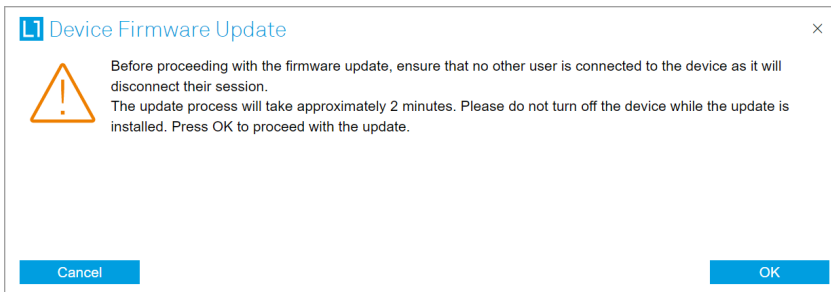 L1 Device Firmware Update
Before proceeding with the firmware update, ensure that no other user is connected to the device as it will
disconnect their session.
The update process will take approximately 2 minutes. Please do not turn off the device while the update is
installed. Press OK to proceed with the update.
Cancel
OK